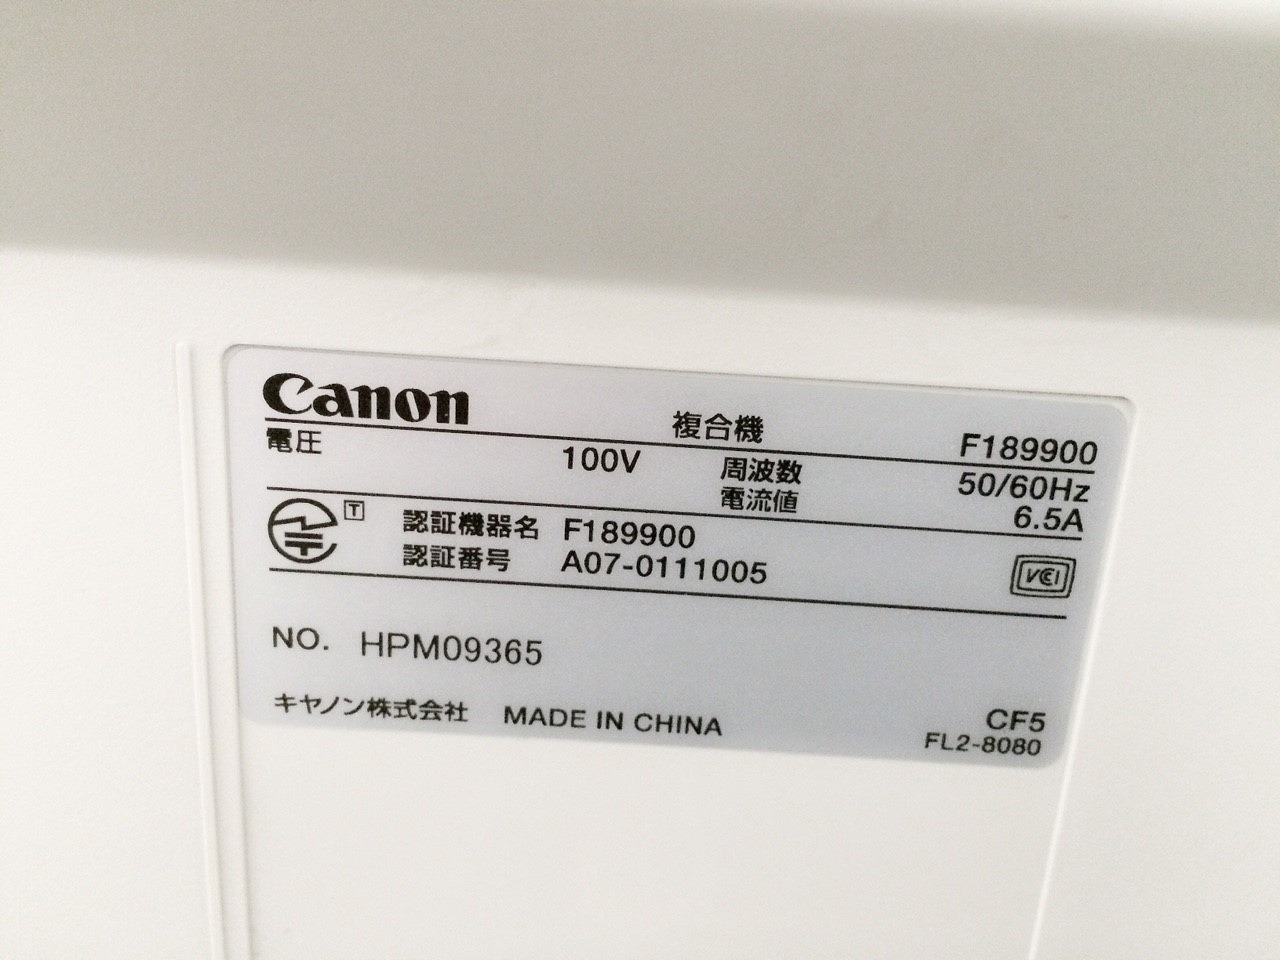 Canon 複合機 F189900
電圧 100V 周波数 50/60Hz
電流値 6.5A
T 認証機器名 F189900
認証番号 A07-0111005
VCCI
NO. HPM09365
キヤノン株式会社 MADE IN CHINA CF5
FL2-8080